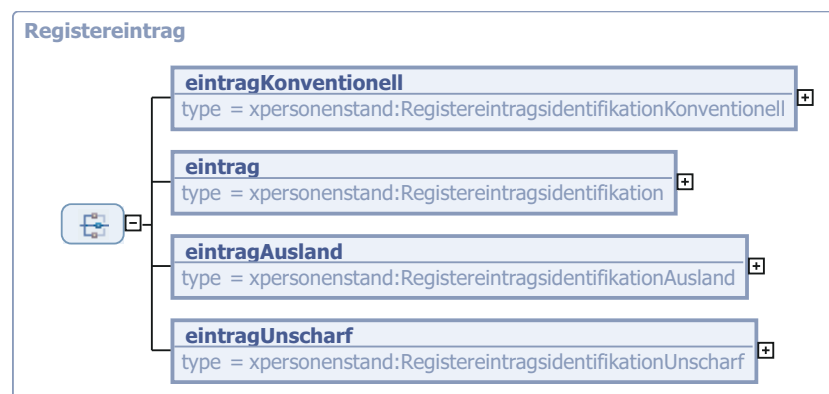 Registereintrag
eintragKonventionell
type = xpersonenstand:RegistereintragsidentifikationKonventionell
eintrag
type = xpersonenstand:Registereintragsidentifikation
eintragAusland
type = xpersonenstand:RegistereintragsidentifikationAusland
eintragUnscharf
type = xpersonenstand:RegistereintragsidentifikationUnscharf